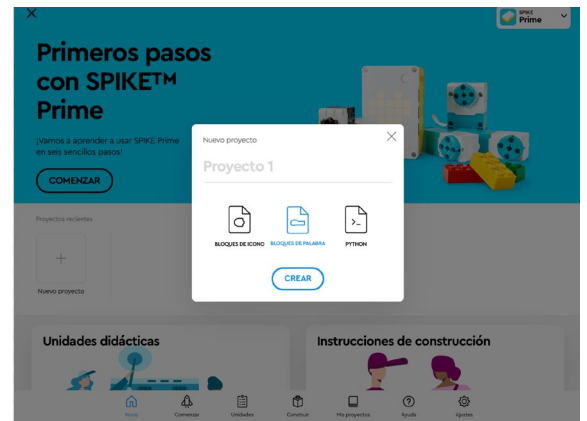 SPIKE
Prime
Primeros pasos
con SPIKE™
Prime
¡Vamos a aprender a usar SPIKE Prime
en seis sencillos pasos!
COMENZAR
Nuevo proyecto
Proyecto 1
BLOQUES DE ICONO
BLOQUES DE PALABRA
PYTHON
CREAR
Proyectos recientes
Nuevo proyecto
Unidades didácticas
Instrucciones de construcción
Inicio
Comenzar
Unidades
Construir
Mis proyectos
Ayuda
Ajustes